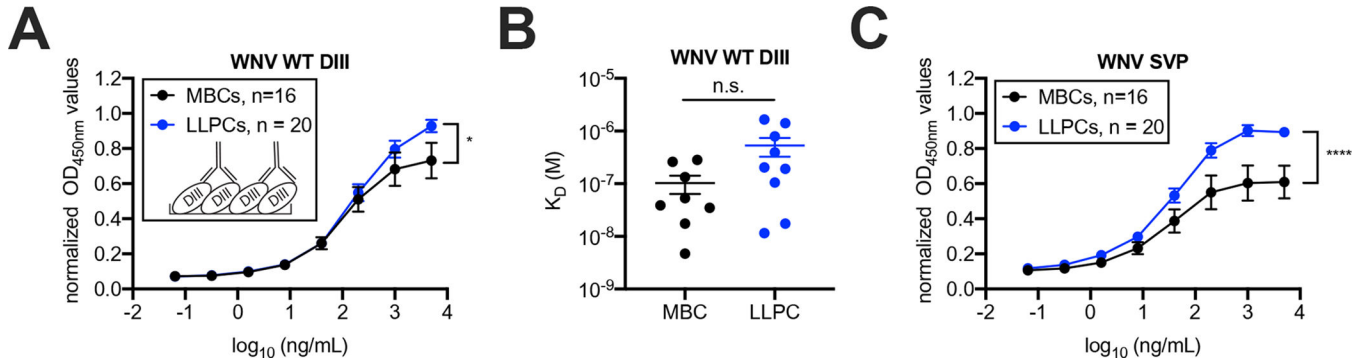 A
WNV WT DIII
normalized OD450nm values
1.2
1.0
0.8
0.6
0.4
0.2
0.0
MBCs, n=16
LLPCs, n = 20
DIII DIII DIII DIII
*
-2 -1 0 1 2 3 4
log10 (ng/mL)
B
WNV WT DIII
n.s.
KD (M)
10-5
10-6
10-7
10-8
10-9
MBC LLPC
C
WNV SVP
normalized OD450nm values
1.2
1.0
0.8
0.6
0.4
0.2
0.0
MBCs, n=16
LLPCs, n = 20
****
-2 -1 0 1 2 3 4
log10 (ng/mL)